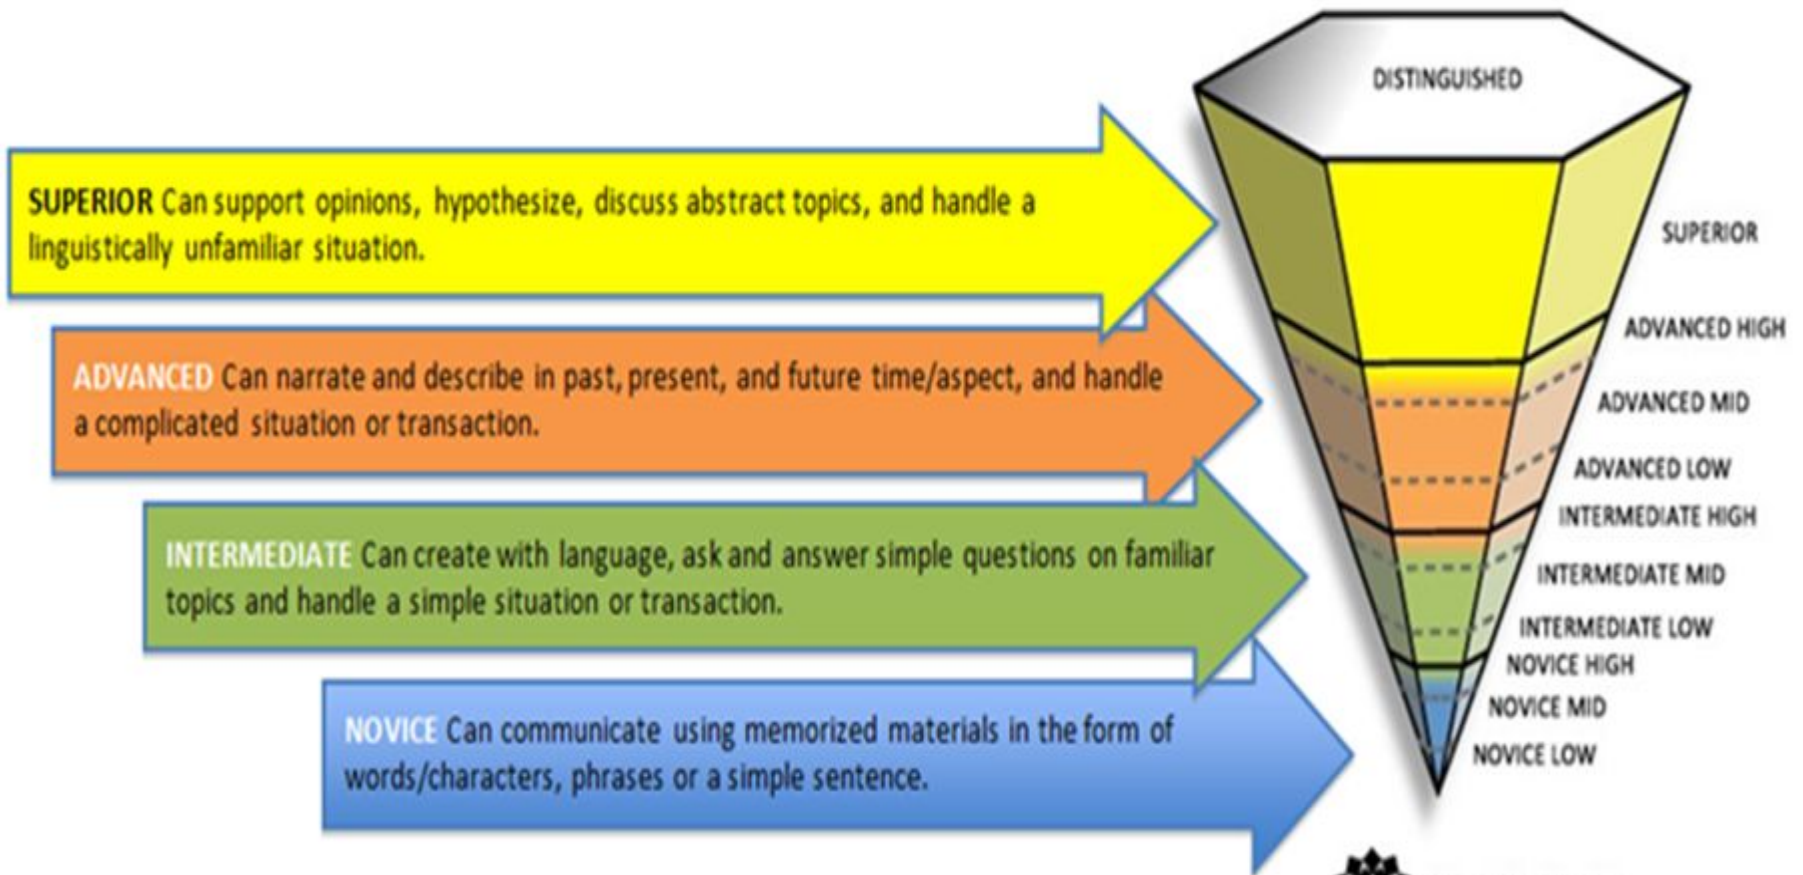 DISTINGUISHED
SUPERIOR Can support opinions, hypothesize, discuss abstract topics, and handle a
linguistically unfamiliar situation.
SUPERIOR
ADVANCED HIGH
ADVANCED Can narrate and describe in past, present, and future time/aspect, and handle
a complicated situation or transaction.
ADVANCED MID
ADVANCED LOW
INTERMEDIATE HIGH
INTERMEDIATE Can create with language, ask and answer simple questions on familiar
topics and handle a simple situation or transaction.
INTERMEDIATE MID
INTERMEDIATE LOW
NOVICE HIGH
NOVICE Can communicate using memorized materials in the form of
words/characters, phrases or a simple sentence.
NOVICE MID
NOVICE LOW